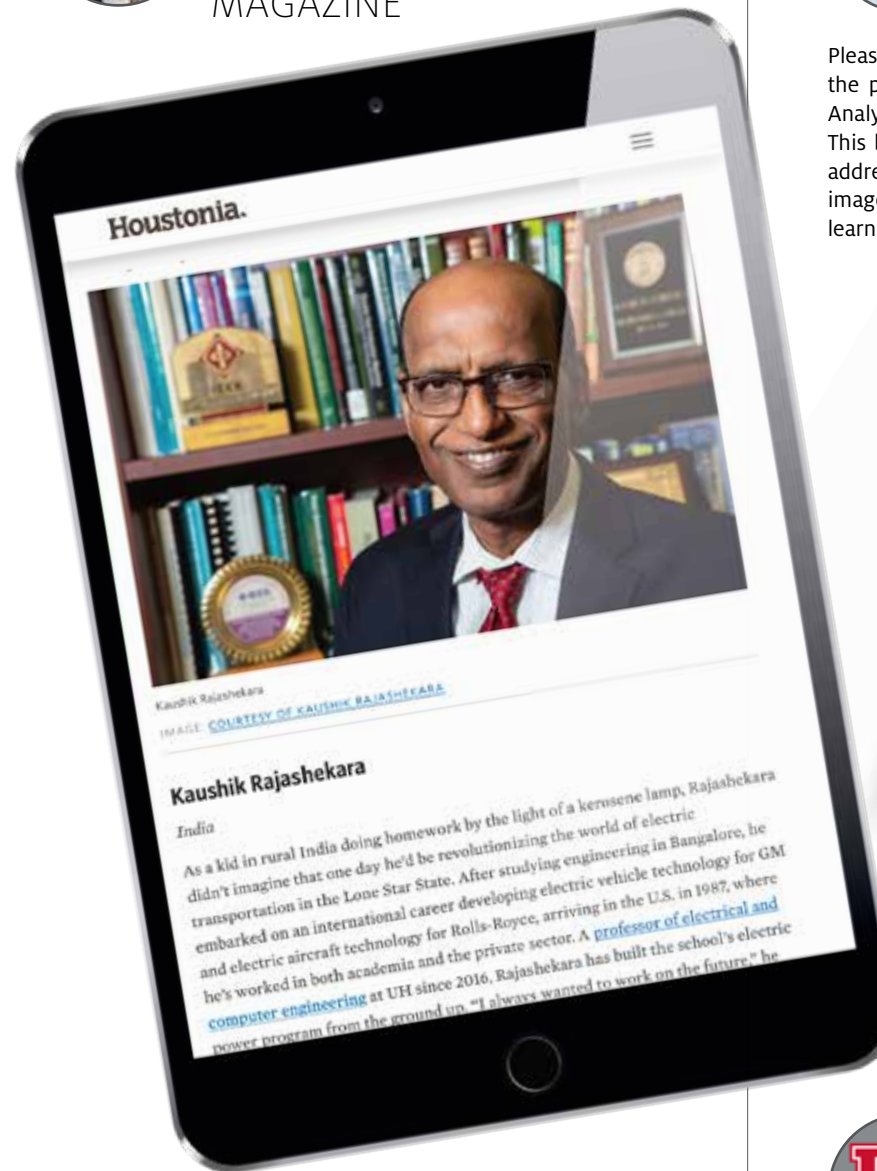 MAGAZINE
Houstonia.
IEEE
Kaushik Rajashekara
IMAGE: COURTESY OF KAUSHIK RAJASHEKARA
Kaushik Rajashekara
India
As a kid in rural India doing homework by the light of a kerosene lamp, Rajashekara
didn't imagine that one day he'd be revolutionizing the world of electric
transportation in the Lone Star State. After studying engineering in Bangalore, he
embarked on an international career developing electric vehicle technology for GM
and electric aircraft technology for Rolls-Royce, arriving in the U.S. in 1987, where
he's worked in both academia and the private sector. A professor of electrical and
computer engineering at UH since 2016, Rajashekara has built the school's electric
power program from the ground up. "I always wanted to work on the future," he
Pleas
the p
Analy
This
addre
image
learn